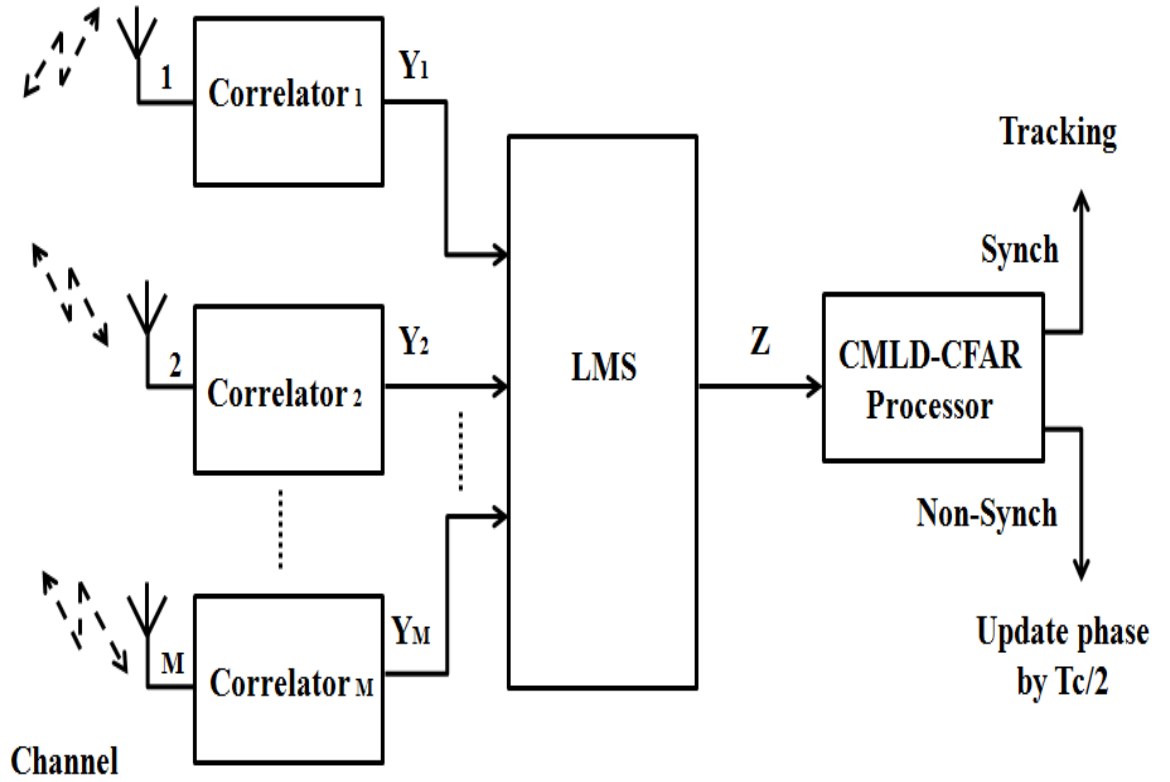 1
Correlator 1
Y1
2
Correlator 2
Y2
M
Correlator M
YM
Channel
LMS
Z
CMLD-CFAR
Processor
Synch
Tracking
Non-Synch
Update phase
by Tc/2